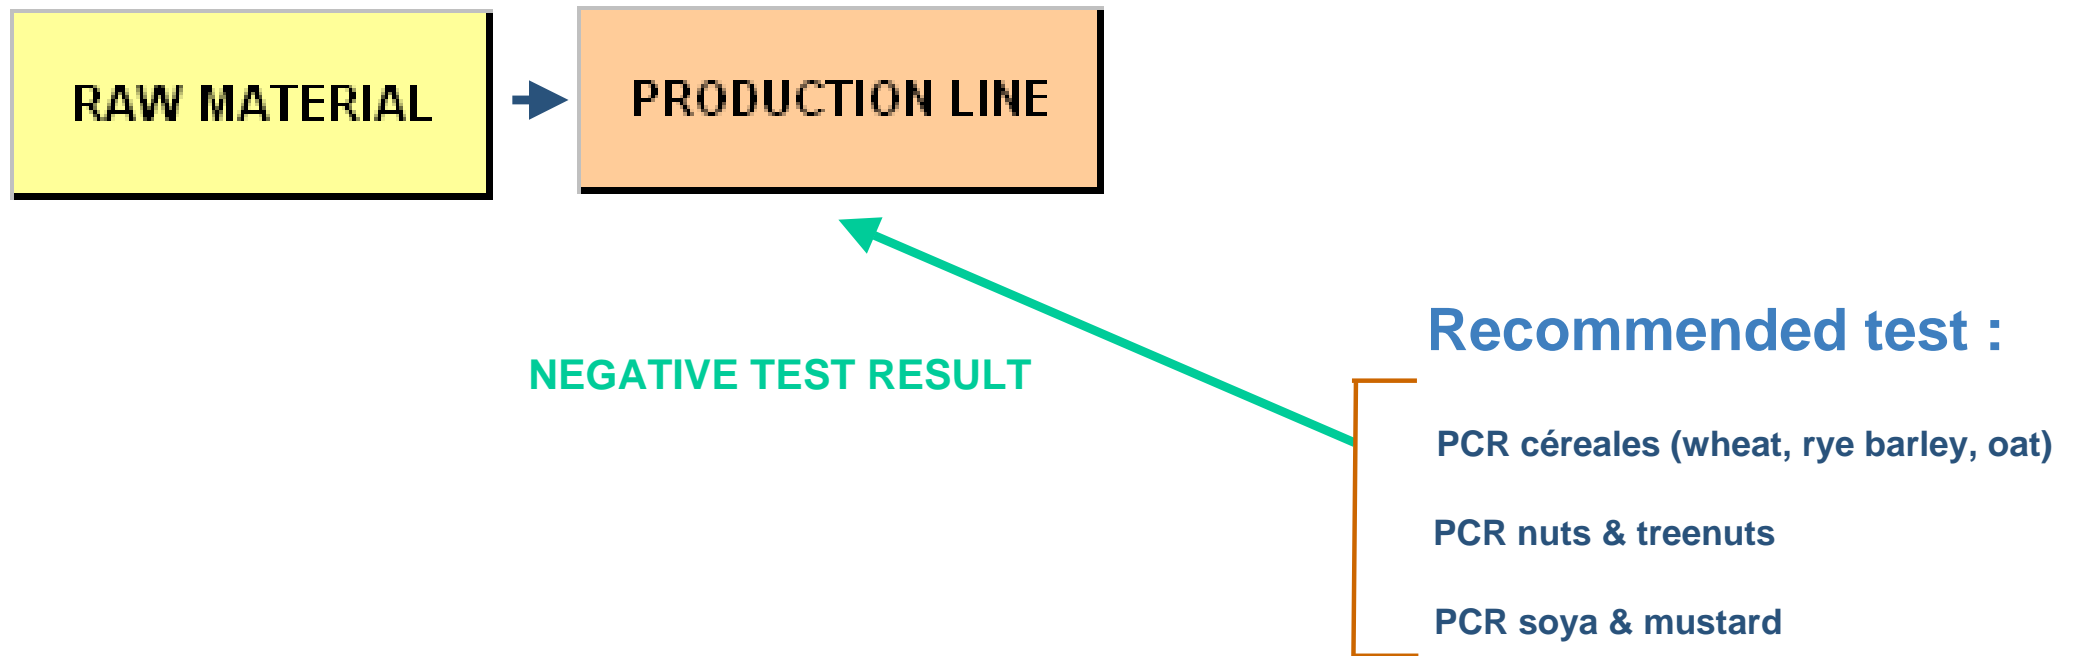 RAW MATERIAL
PRODUCTION LINE
NEGATIVE TEST RESULT
Recommended test :
PCR céreales (wheat, rye barley, oat)
PCR nuts & treenuts
PCR soya & mustard